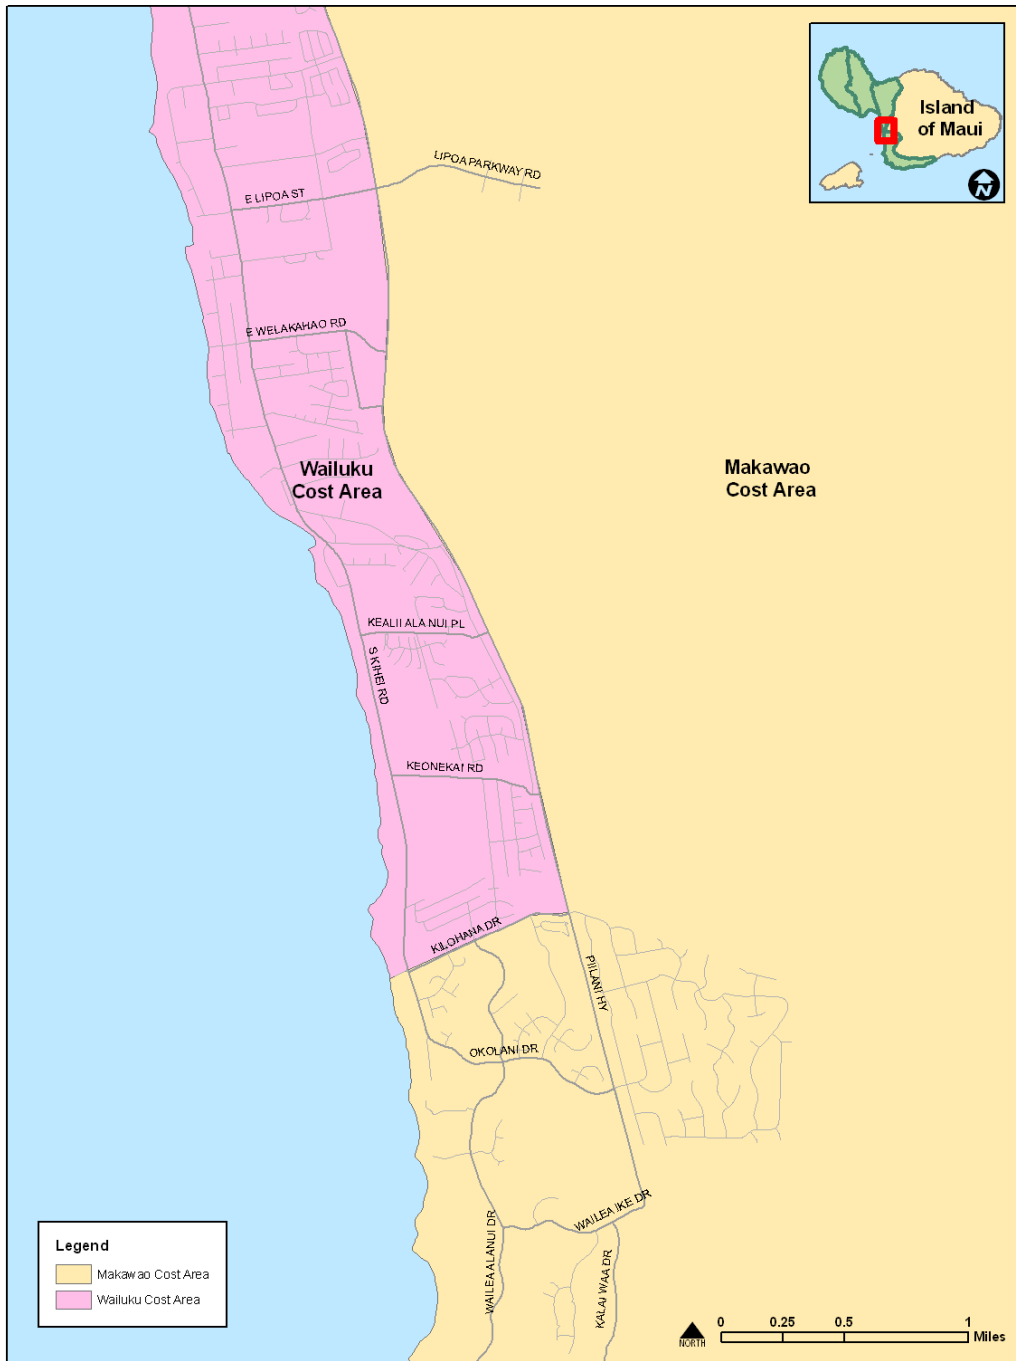 Island
of Maui
N
LIPOA PARKWAY RD
E LIPOA ST
E WELAKAHAO RD
Wailuku
Cost Area
Makawao
Cost Area
KEALII ALA NUI PL
S KIHEI RD
KEONEKAI RD
KILOHANA DR
PIILANI HY
OKOLANI DR
WAILEA IKE DR
WAILEA ALANUI DR
KALAI WAA DR
Legend
Makawao Cost Area
Wailuku Cost Area
NORTH
0 0.25 0.5 1
Miles